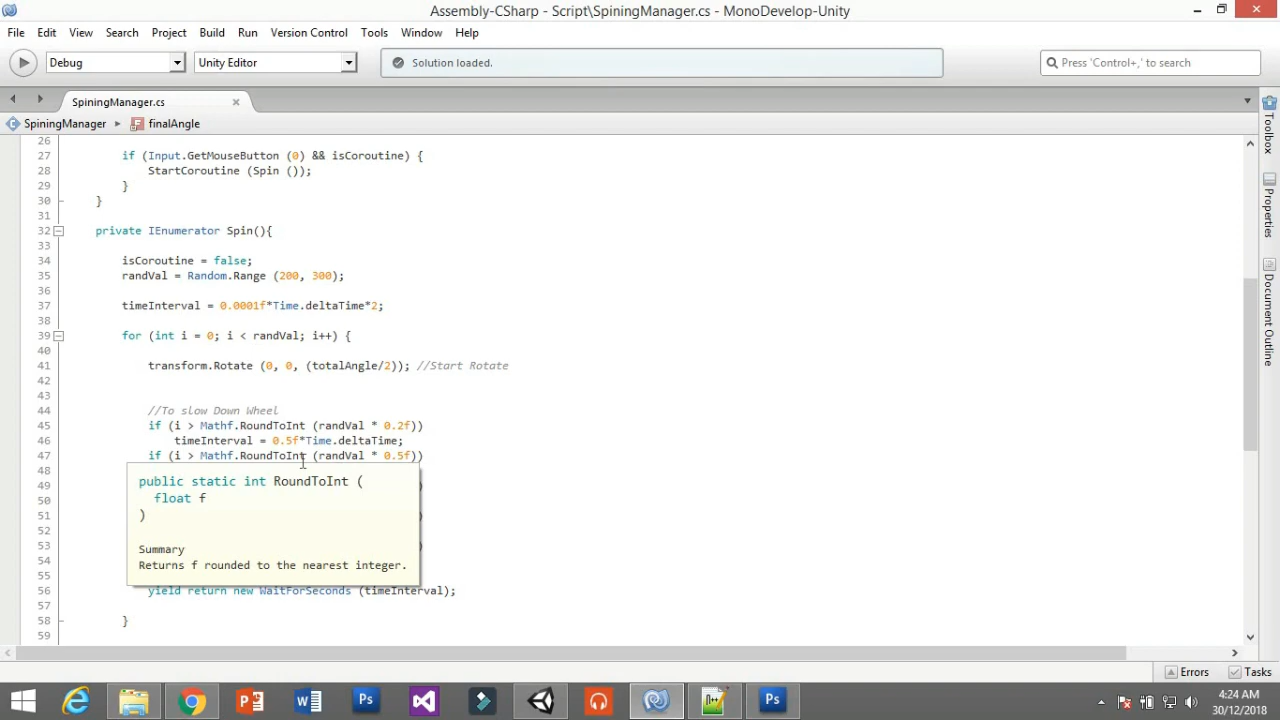 Assembly-CSharp - Script\SpiningManager.cs - MonoDevelop-Unity
File Edit View Search Project Build Run Version Control Tools Window Help
Debug Unity Editor Solution loaded. Press 'Control+,' to search
SpiningManager.cs
SpiningManager finalAngle
26
27 if (Input.GetMouseButton (0) && isCoroutine) {
28 StartCoroutine (Spin ());
29 }
30 }
31
32 private IEnumerator Spin(){
33
34 isCoroutine = false;
35 randVal = Random.Range (200, 300);
36
37 timeInterval = 0.0001f*Time.deltaTime*2;
38
39 for (int i = 0; i < randVal; i++) {
40
41 transform.Rotate (0, 0, (totalAngle/2)); //Start Rotate
42
43
44 //To slow Down Wheel
45 if (i > Mathf.RoundToInt (randVal * 0.2f))
46 timeInterval = 0.5f*Time.deltaTime;
47 if (i > Mathf.RoundToInt (randVal * 0.5f))
48
49 )
50
51 )
52
53 )
54
55
56 yield return new WaitForSeconds (timeInterval);
57
58 }
59
public static int RoundToInt (
float f
)
Summary
Returns f rounded to the nearest integer.
Toolbox
Properties
Document Outline
Errors Tasks
4:24 AM
30/12/2018